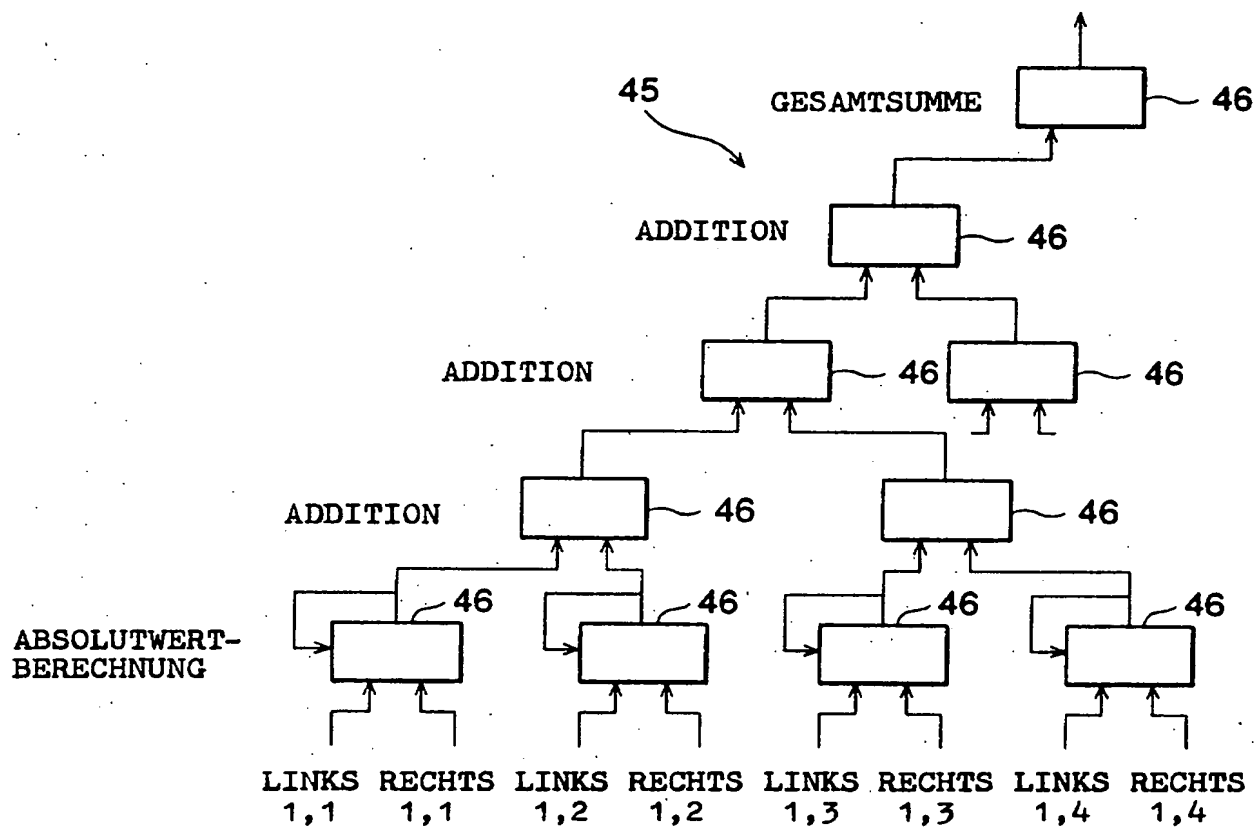 45
GESAMTSUMME
46
ADDITION
46
ADDITION
46
46
ADDITION
46
46
ABSOLUTWERT-
BERECHNUNG
46
46
46
46
LINKS RECHTS LINKS RECHTS LINKS RECHTS LINKS RECHTS
1,1 1,1 1,2 1,2 1,3 1,3 1,4 1,4